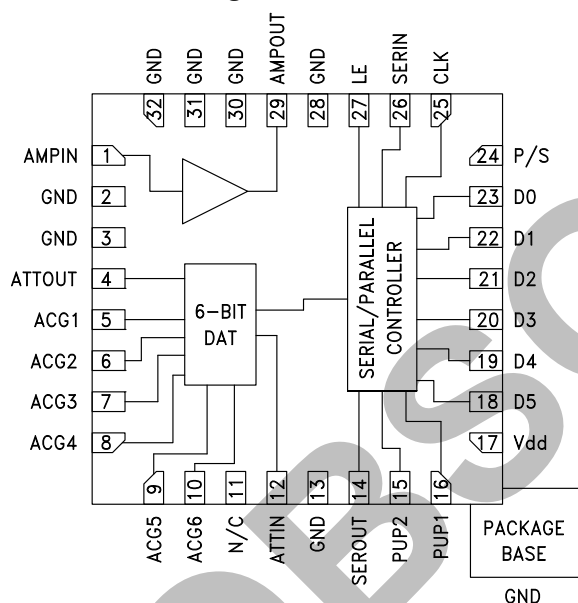 GND
GND
GND
AMPOUT
GND
LE
SERIN
CLK
32
31
30
29
28
27
26
25
AMPIN 1
GND 2
GND 3
ATTOUT 4
ACG1 5
ACG2 6
ACG3 7
ACG4 8
6-BIT
DAT
SERIAL/PARALLEL
CONTROLLER
24 P/S
23 D0
22 D1
21 D2
20 D3
19 D4
18 D5
17 Vdd
9
10
11
12
13
14
15
16
ACG5
ACG6
N/C
ATTIN
GND
SEROUT
PUP2
PUP1
PACKAGE
BASE
GND
OBSO